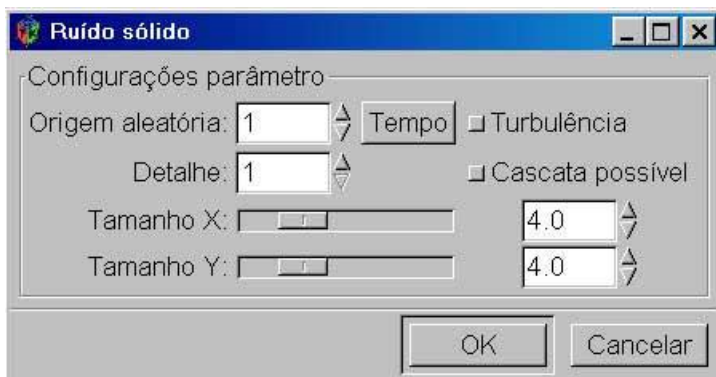 Ruído sólido
Configurações parâmetro
Origem aleatória: 1 Tempo Turbulência
Detalhe: 1 Cascata possível
Tamanho X: 4.0
Tamanho Y: 4.0
OK Cancelar